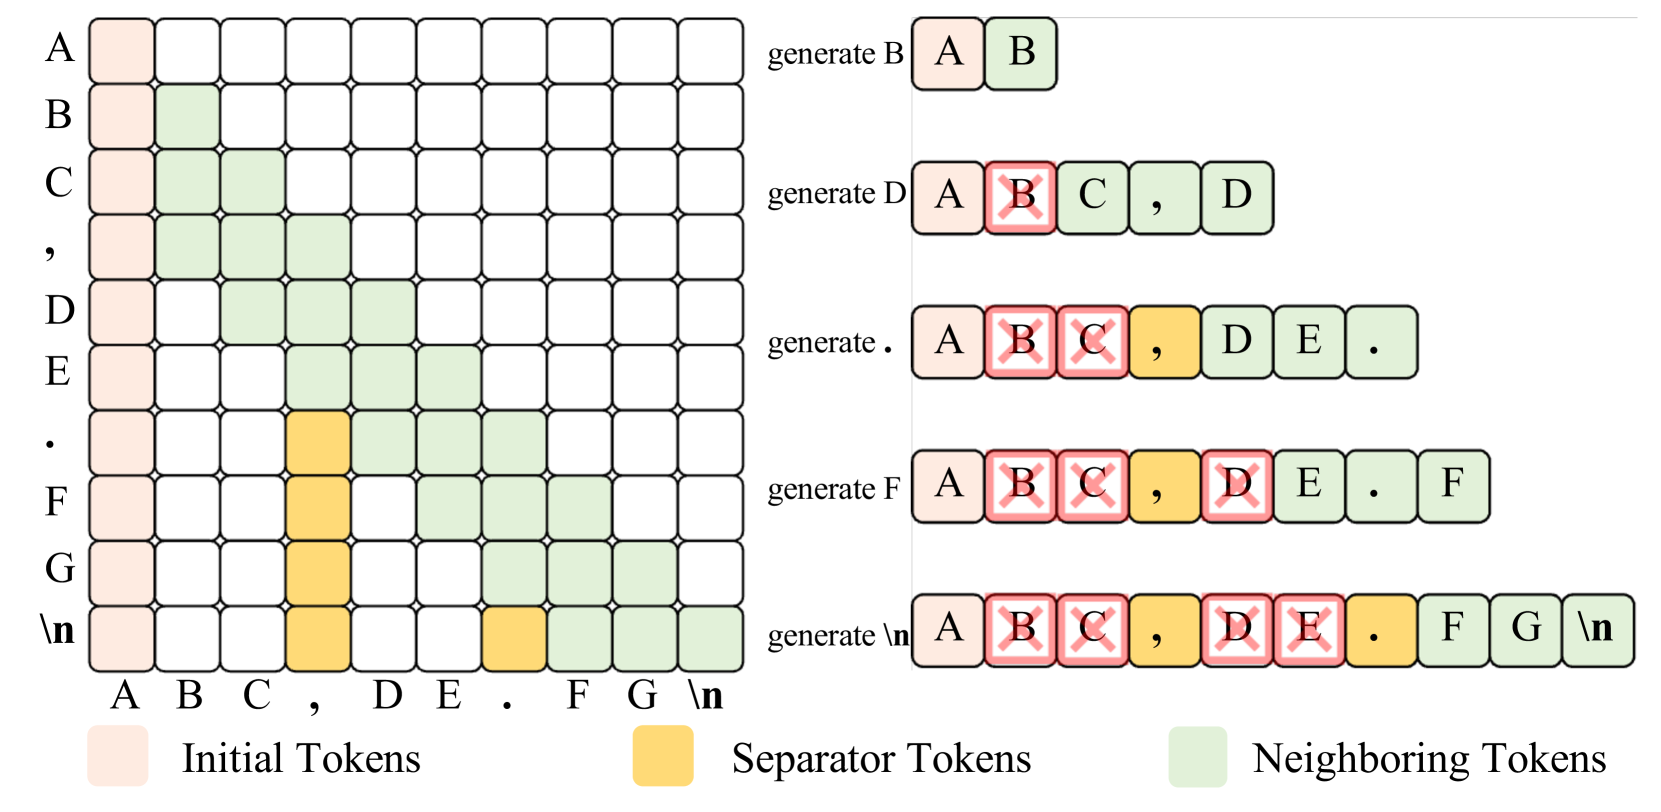 A
B
C
,
D
E
.
F
G
\n
A B C , D E . F G \n
generate B A B
generate D A B C , D
generate . A B C , D E .
generate F A B C , D E . F
generate \n A B C , D E . F G \n
Initial Tokens Separator Tokens Neighboring Tokens